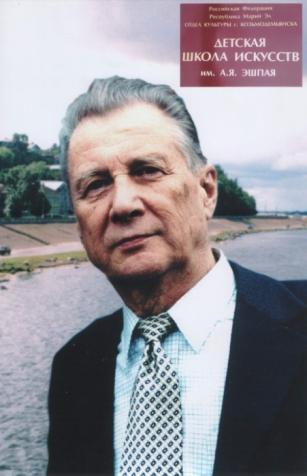 Российская Федерация
Республика Марий Эл
ОТДЕЛ КУЛЬТУРЫ г. КОЗЬМОДЕМЬЯНСКА
ДЕТСКАЯ
ШКОЛА ИСКУССТВ
им. А.Я. ЭШПАЯ